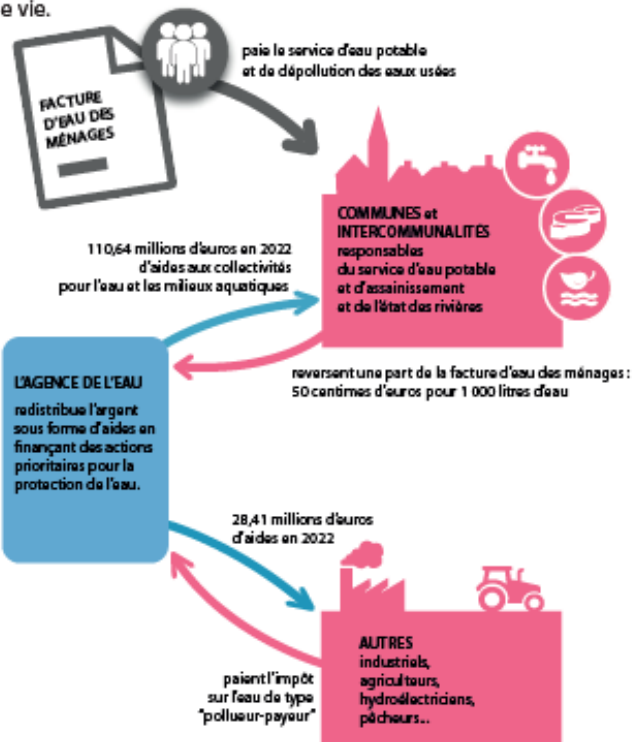 e vie.
paie le service d'eau potable
et de dépollution des eaux usées
FACTURE
D'EAU DES
MÉNAGES
COMMUNES et
INTERCOMMUNALITÉS
responsables
du service d'eau potable
et d'assainissement
et de l'état des rivières
110,64 millions d'euros en 2022
d'aides aux collectivités
pour l'eau et les milieux aquatiques
reversent une part de la facture d'eau des ménages :
50 centimes d'euros pour 1 000 litres d'eau
L'AGENCE DE L'EAU
redistribue l'argent
sous forme d'aides en
finançant des actions
prioritaires pour la
protection de l'eau.
28,41 millions d'euros
d'aides en 2022
AUTRES
industriels,
agriculteurs,
hydroélectriciens,
pêcheurs...
paient l'impôt
sur l'eau de type
"pollueur-payeur"